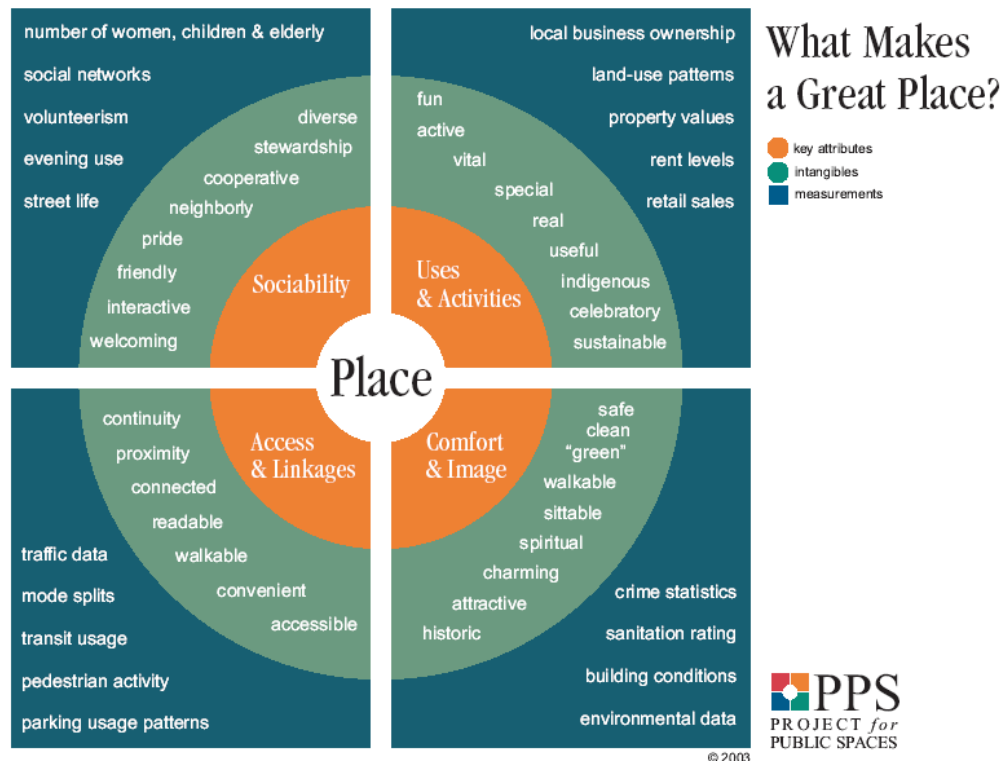 What Makes
a Great Place?
key attributes
intangibles
measurements
number of women, children & elderly
social networks
volunteerism
evening use
street life
diverse
stewardship
cooperative
neighborly
pride
friendly
interactive
welcoming
Sociability
local business ownership
land-use patterns
property values
rent levels
retail sales
fun
active
vital
special
real
useful
indigenous
celebratory
sustainable
Uses
& Activities
Place
continuity
proximity
connected
readable
walkable
convenient
accessible
Access
& Linkages
traffic data
mode splits
transit usage
pedestrian activity
parking usage patterns
Comfort
& Image
safe
clean
“green”
walkable
sittable
spiritual
charming
attractive
historic
crime statistics
sanitation rating
building conditions
environmental data
PPS
PROJECT for
PUBLIC SPACES
© 2003